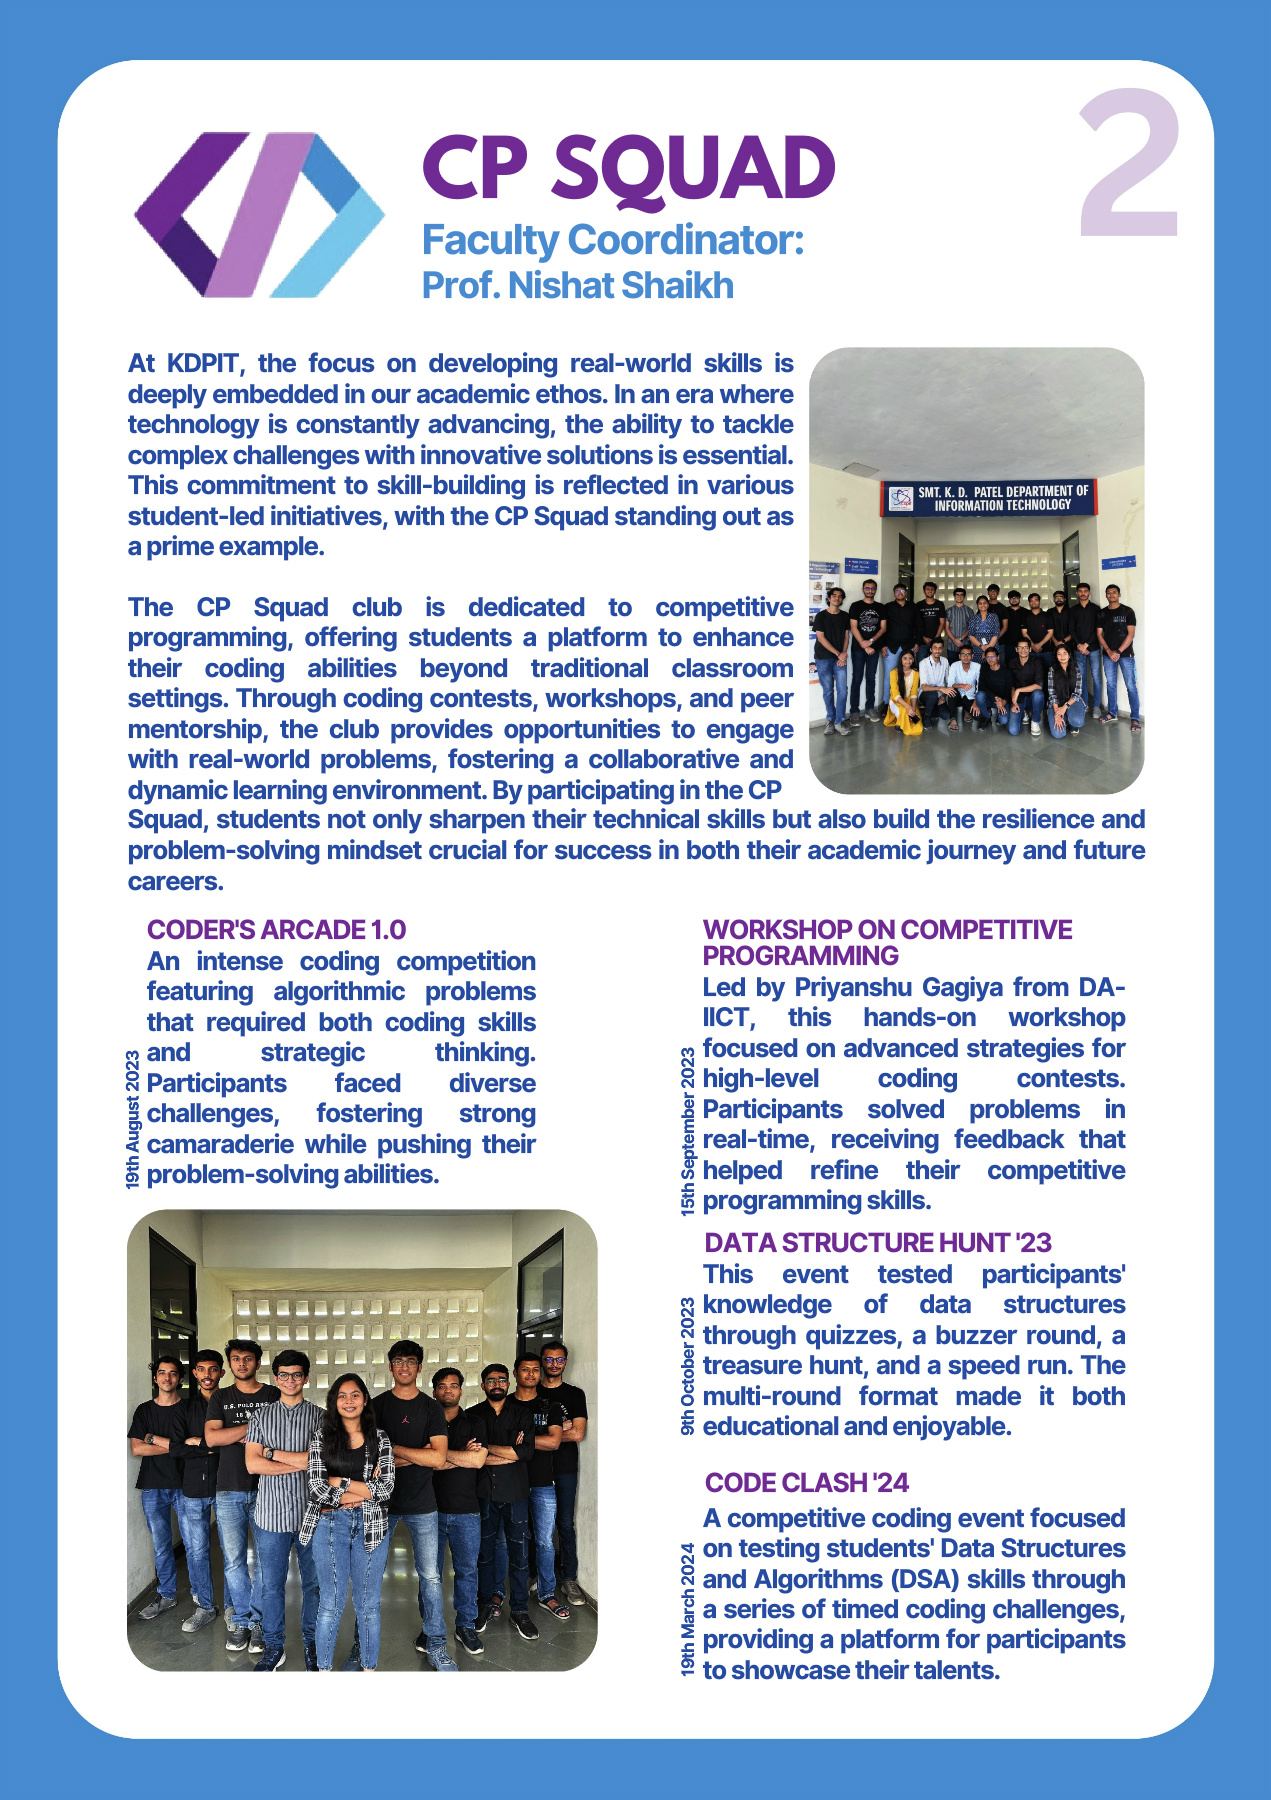 2
CP SQUAD
Faculty Coordinator:
Prof. Nishat Shaikh
At KDPIT, the focus on developing real-world skills is
deeply embedded in our academic ethos. In an era where
technology is constantly advancing, the ability to tackle
complex challenges with innovative solutions is essential.
This commitment to skill-building is reflected in various
student-led initiatives, with the CP Squad standing out as
a prime example.
SMT. K. D. PATEL DEPARTMENT OF
INFORMATION TECHNOLOGY
The CP Squad club is dedicated to competitive
programming, offering students a platform to enhance
their coding abilities beyond traditional classroom
settings. Through coding contests, workshops, and peer
mentorship, the club provides opportunities to engage
with real-world problems, fostering a collaborative and
dynamic learning environment. By participating in the CP
Squad, students not only sharpen their technical skills but also build the resilience and
problem-solving mindset crucial for success in both their academic journey and future
careers.
CODER'S ARCADE 1.0
19th August 2023
An intense coding competition
featuring algorithmic problems
that required both coding skills
and strategic thinking.
Participants faced diverse
challenges, fostering strong
camaraderie while pushing their
problem-solving abilities.
U.S. POLO ASSN.
WORKSHOP ON COMPETITIVE
PROGRAMMING
15th September 2023
Led by Priyanshu Gagiya from DA-
IICT, this hands-on workshop
focused on advanced strategies for
high-level coding contests.
Participants solved problems in
real-time, receiving feedback that
helped refine their competitive
programming skills.
DATA STRUCTURE HUNT '23
9th October 2023
This event tested participants'
knowledge of data structures
through quizzes, a buzzer round, a
treasure hunt, and a speed run. The
multi-round format made it both
educational and enjoyable.
CODE CLASH '24
19th March 2024
A competitive coding event focused
on testing students' Data Structures
and Algorithms (DSA) skills through
a series of timed coding challenges,
providing a platform for participants
to showcase their talents.